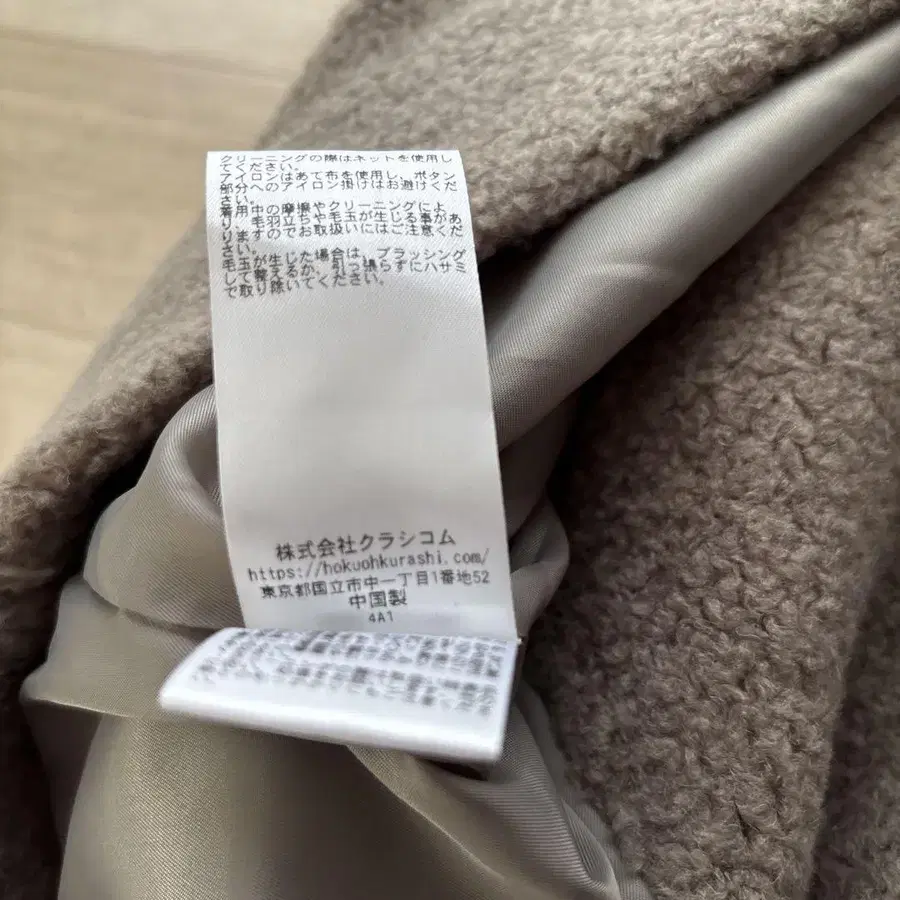 クリーニングの際はネットを使用し
てください。
アイロンはあて布を使用し、ボタン
部分へのアイロン掛けはお避けくだ
さい。
着用中の摩擦やクリーニングによ
り、毛羽立ちや毛玉が生じる事があ
りますのでお取扱いにはご注意くだ
さい。
毛玉が生じた場合は、ブラッシング
して整えるか、引っ張らずにハサミ
で取り除いてください。
株式会社クラシコム
https://hokuohkurashi.com/
東京都国立市中一丁目1番地52
中国製
4A1